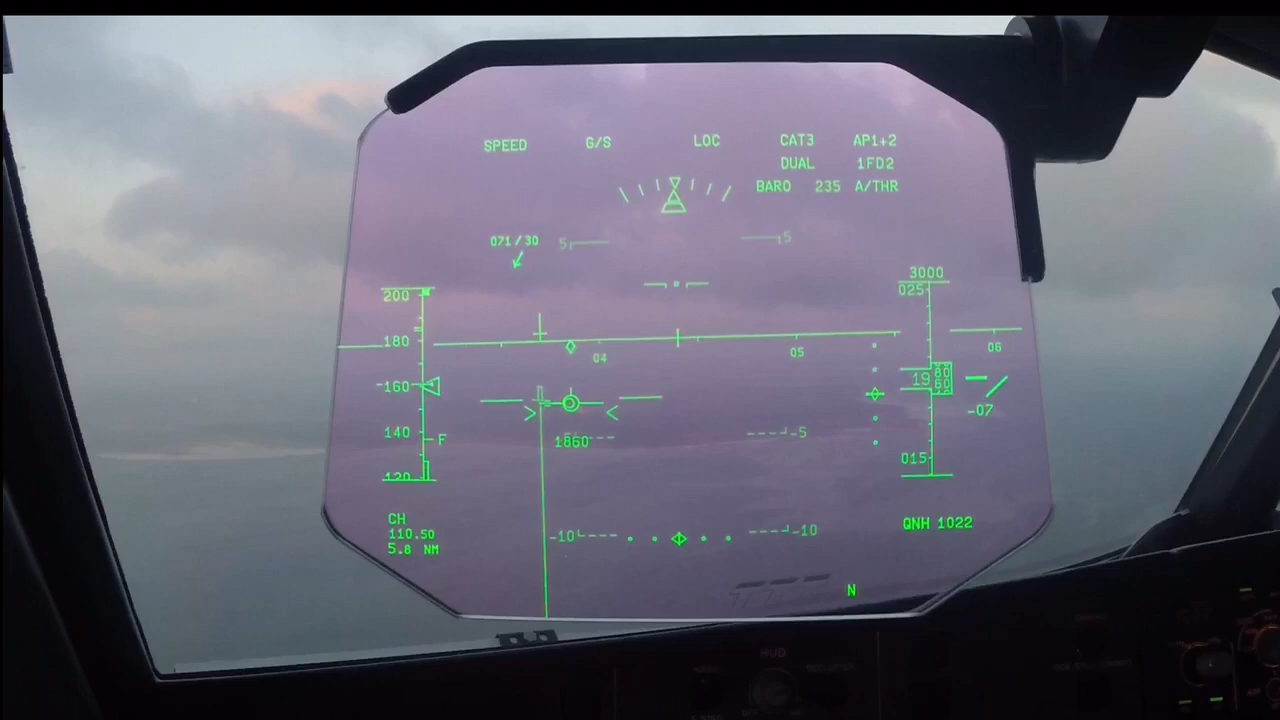 SPEED G/S LOC CAT3 AP1+2
DUAL 1FD2
BARO 235 A/THR
071/30
5 5
3000
025
200
180
160
140
F
120
04 05 06
19 80
60
-07
1860
-5
015
-10 -10
CH
110.50
5.8 NM
QNH 1022
N
HUD